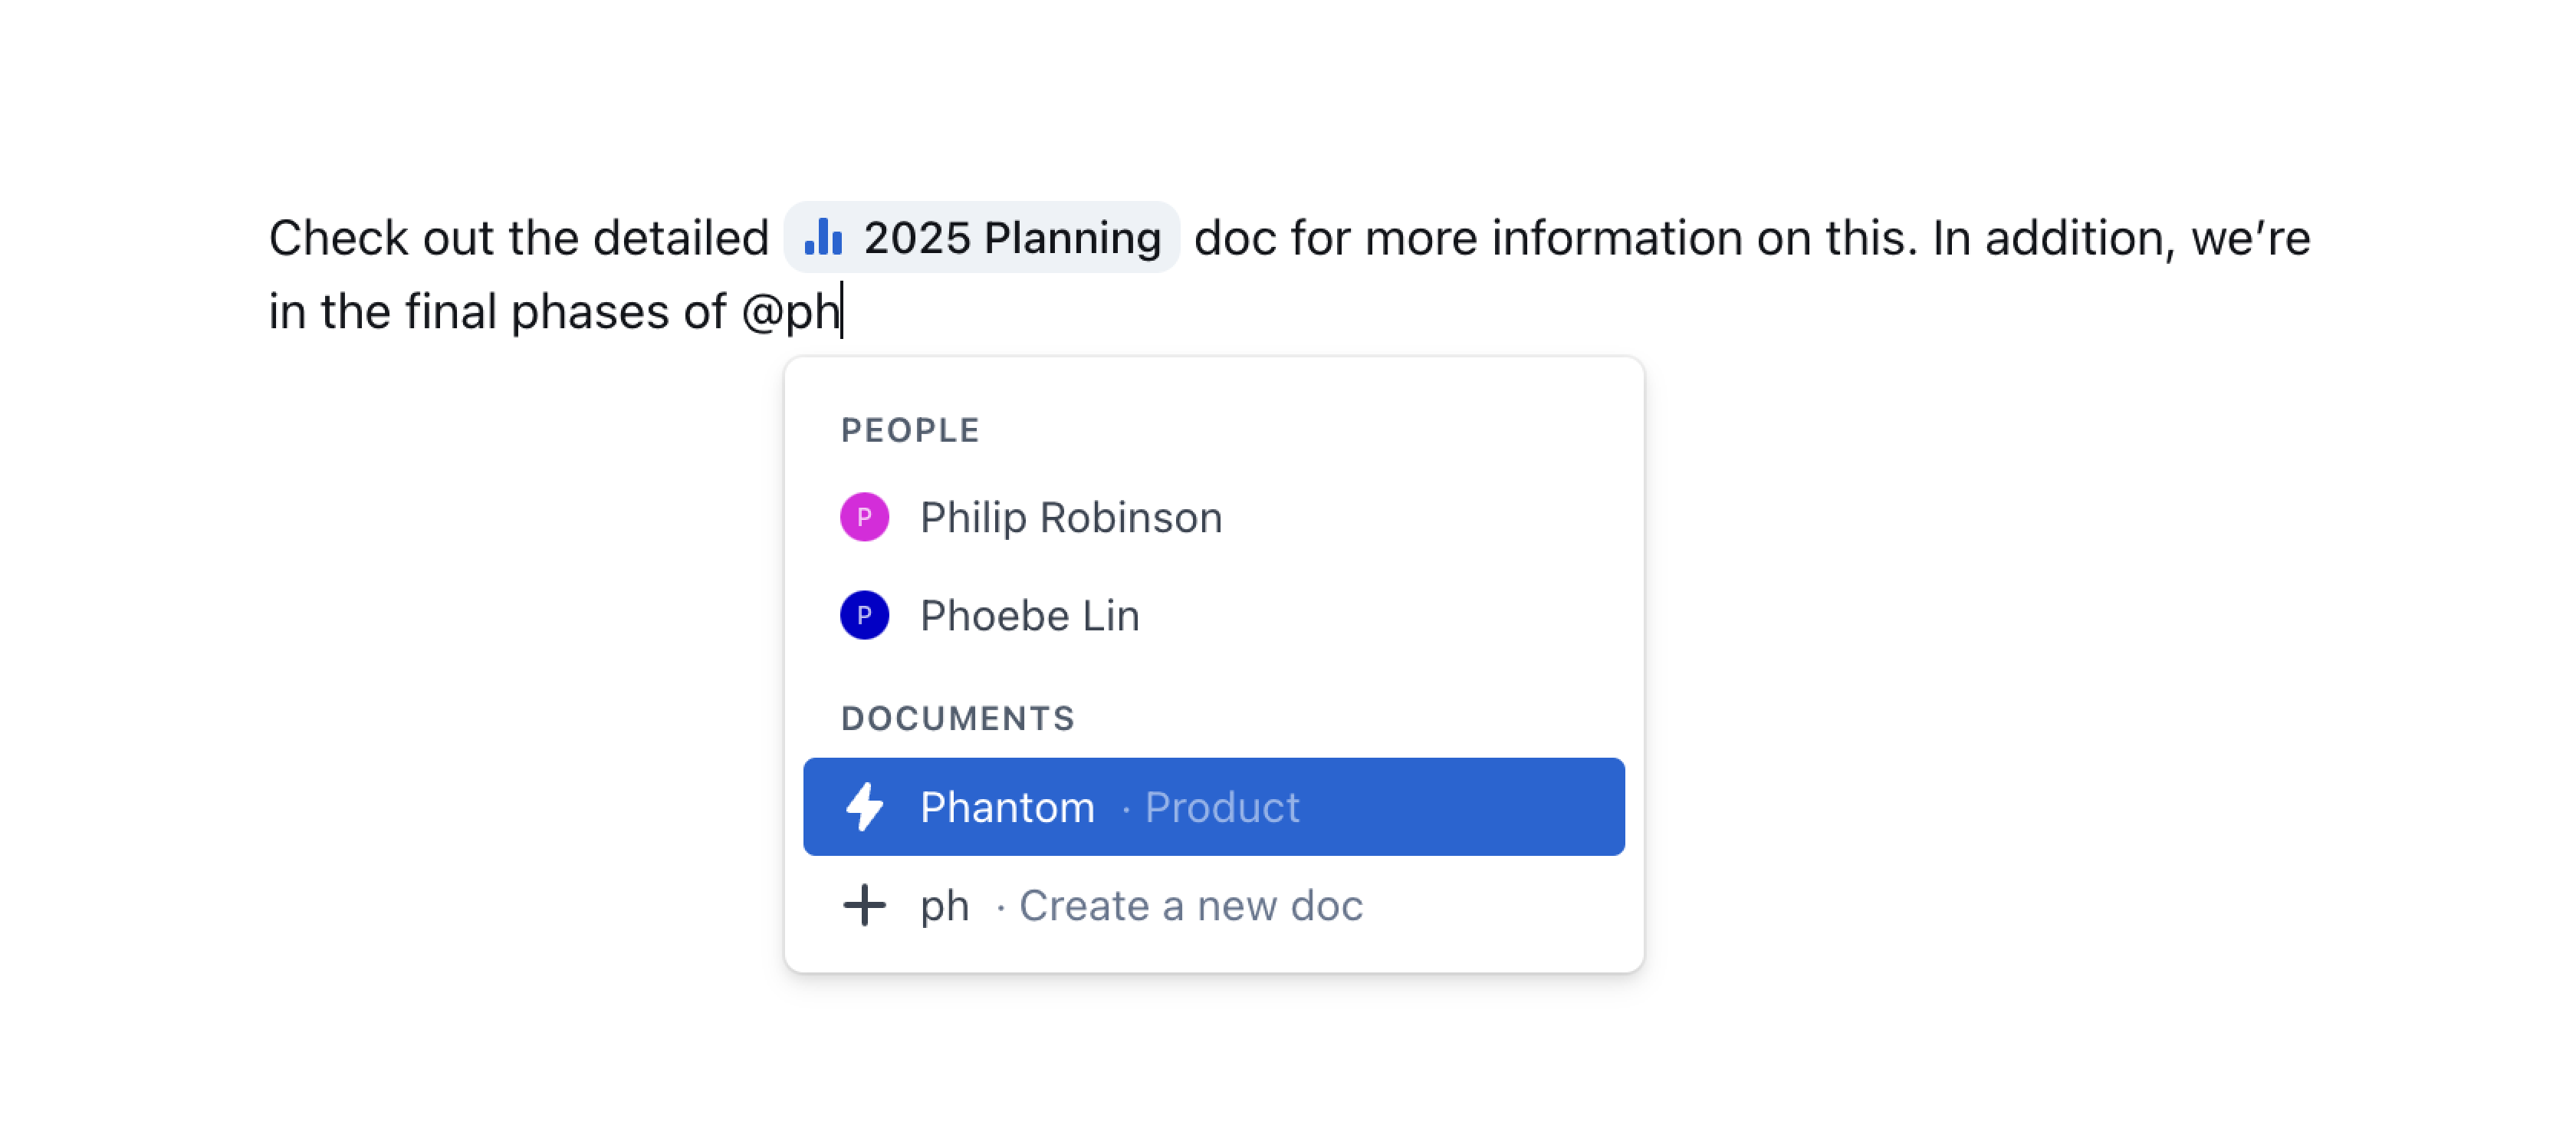 Check out the detailed 2025 Planning doc for more information on this. In addition, we’re
in the final phases of @ph
PEOPLE
P Philip Robinson
P Phoebe Lin
DOCUMENTS
Phantom · Product
ph · Create a new doc